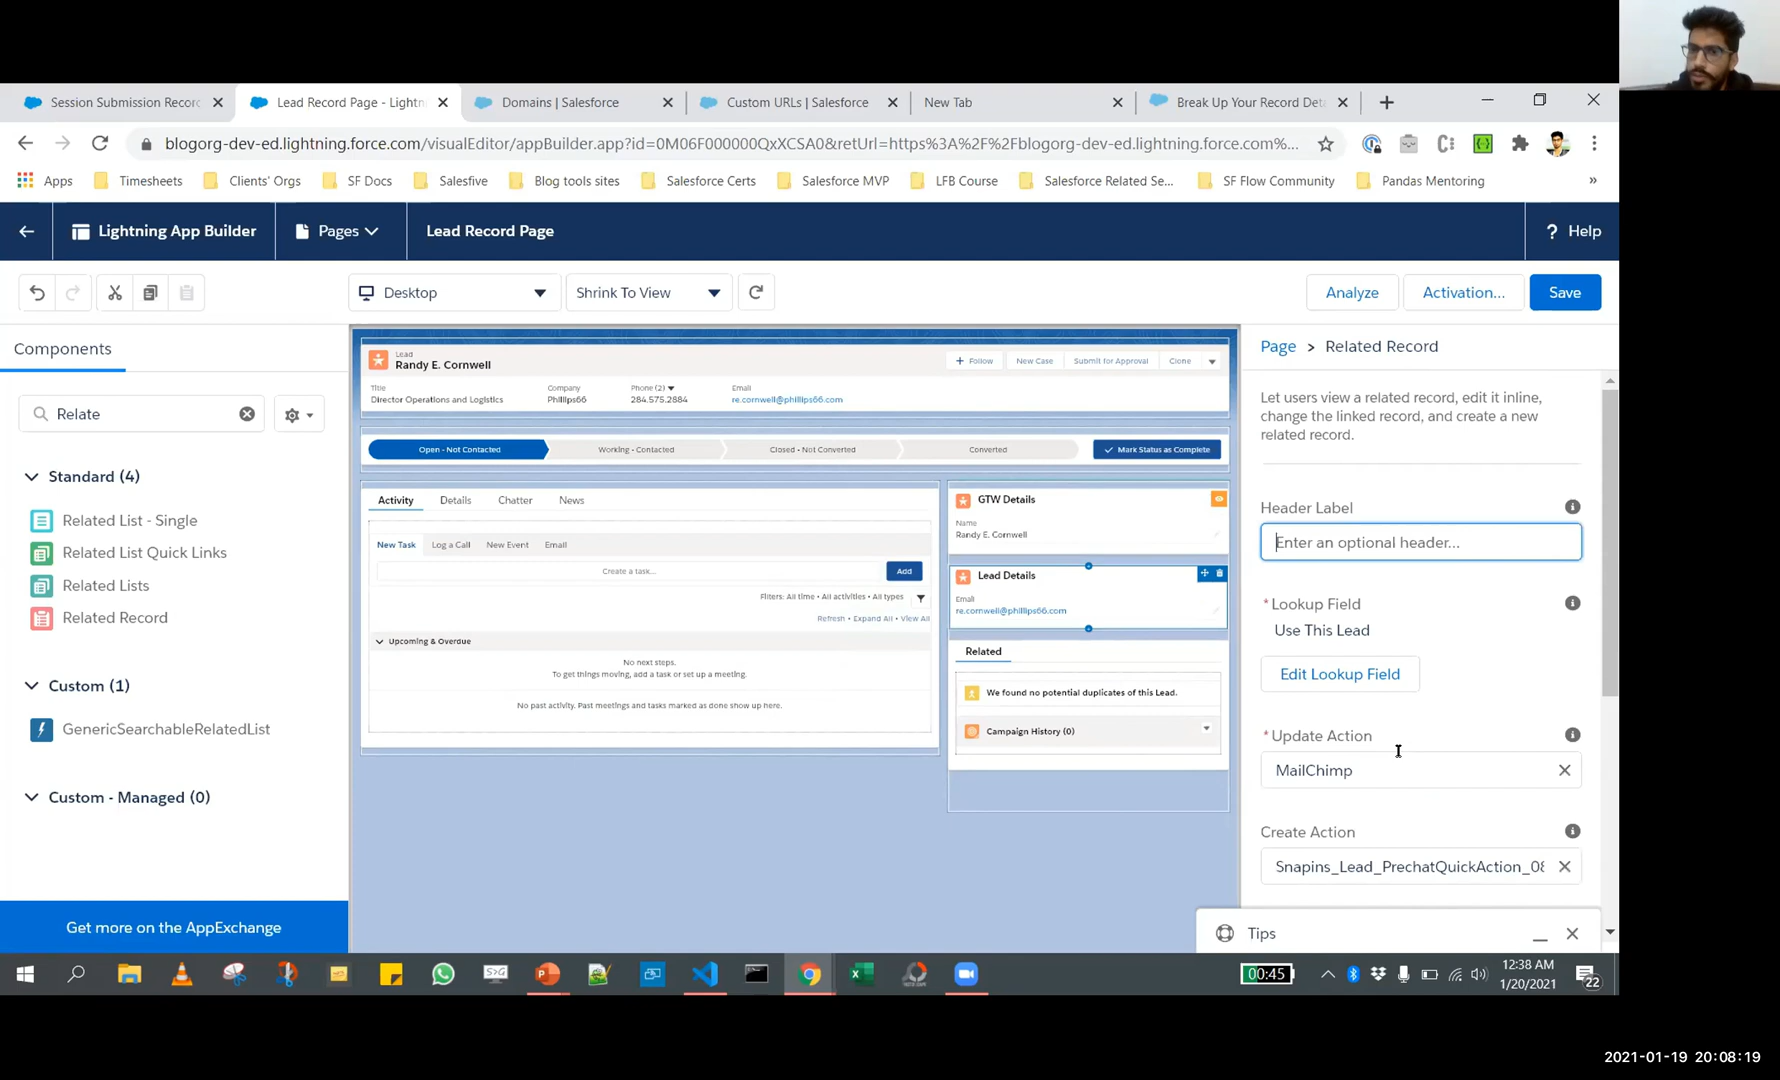 Session Submission Recorc
Lead Record Page - Lightn
Domains | Salesforce
Custom URLs | Salesforce
New Tab
Break Up Your Record Deta
blogorg-dev-ed.lightning.force.com/visualEditor/appBuilder.app?id=0M06F000000QxXCSA0&retUrl=https%3A%2F%2Fblogorg-dev-ed.lightning.force.com%...
Apps
Timesheets
Clients' Orgs
SF Docs
Salesfive
Blog tools sites
Salesforce Certs
Salesforce MVP
LFB Course
Salesforce Related Se...
SF Flow Community
Pandas Mentoring
»
Lightning App Builder
Pages
Lead Record Page
? Help
Desktop
Shrink To View
Analyze
Activation...
Save
Components
Relate
Standard (4)
Related List - Single
Related List Quick Links
Related Lists
Related Record
Custom (1)
GenericSearchableRelatedList
Custom - Managed (0)
Get more on the AppExchange
Lead
Randy E. Cornwell
+ Follow
New Case
Submit for Approval
Clone
Title
Director Operations and Logistics
Company
Phillips66
Phone (2)
284.575.2884
Email
re.cornwell@phillips66.com
Open - Not Contacted
Working - Contacted
Closed - Not Converted
Converted
Mark Status as Complete
Activity
Details
Chatter
News
New Task
Log a Call
New Event
Email
Create a task...
Add
Filters: All time • All activities • All types
Refresh • Expand All • View All
Upcoming & Overdue
No next steps.
To get things moving, add a task or set up a meeting.
No past activity. Past meetings and tasks marked as done show up here.
GTW Details
Name
Randy E. Cornwell
Lead Details
Email
re.cornwell@phillips66.com
Related
We found no potential duplicates of this Lead.
Campaign History (0)
Page > Related Record
Let users view a related record, edit it inline,
change the linked record, and create a new
related record.
Header Label
Enter an optional header...
* Lookup Field
Use This Lead
Edit Lookup Field
* Update Action
MailChimp
Create Action
Snapins_Lead_PrechatQuickAction_08
Tips
00:45
12:38 AM
1/20/2021
22
2021-01-19 20:08:19